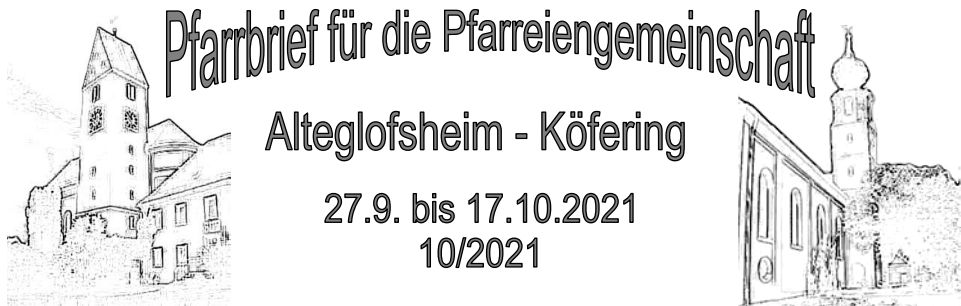 Pfarrbrief für die Pfarreiengemeinschaft
Alteglofsheim - Köfering
27.9. bis 17.10.2021
10/2021